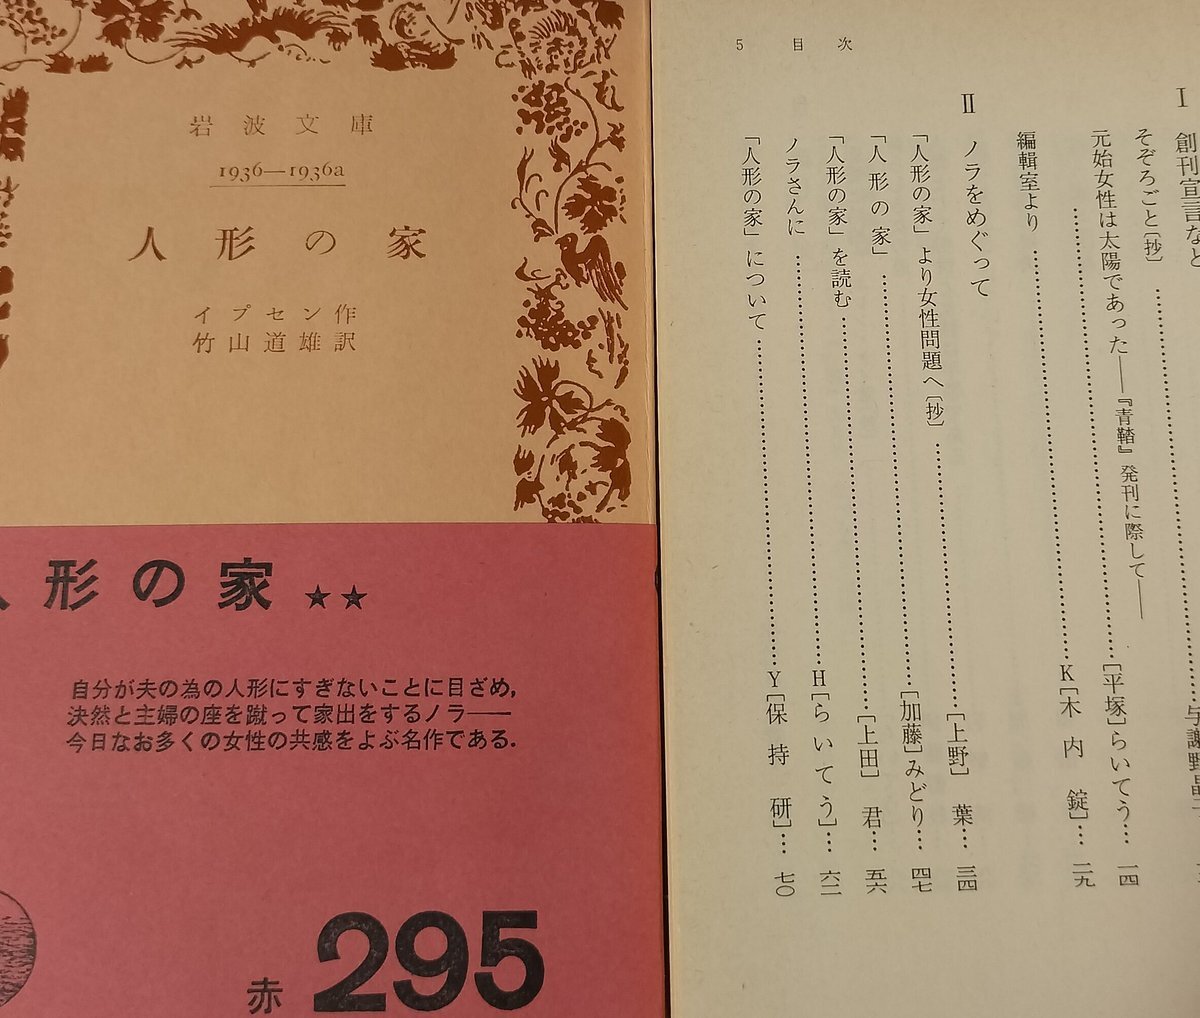 岩波文庫
1936—1936a
人形の家
イプセン作
竹山道雄訳
形の家 ★★
自分が夫の為の人形にすぎないことに目ざめ,
決然と主婦の座を蹴って家出をするノラ——
今日なお多くの女性の共感をよぶ名作である.
赤 295
5 目次
I 創刊宣言など
そぞろごと〔抄〕…与謝野晶
元始女性は太陽であった——『青鞜』発刊に際して——
…[平塚]らいてう…一四
編輯室より…K[木内錠]…二九
II ノラをめぐって
「人形の家」より女性問題へ〔抄〕…[上野]葉…三四
「人形の家」…[加藤]みどり…四七
「人形の家」を読む…[上田]君…五六
ノラさんに…H[らいてう]…六二
「人形の家」について…Y[保持研]…七〇